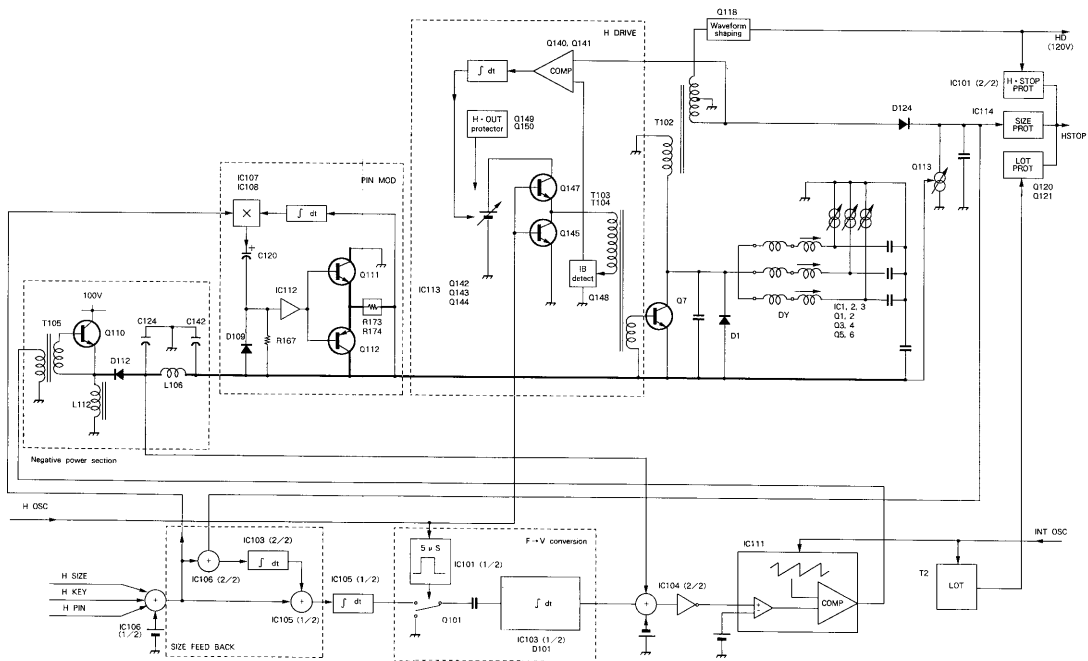 Q118
Waveform
shaping
HD
(120V)
H DRIVE
Q140, Q141
COMP
∫ dt
IC101 (2/2)
H • STOP
PROT
D124
IC114
SIZE
PROT
HSTOP
LOT
PROT
Q120
Q121
Q113
T102
H - OUT
protector
Q149
Q150
Q147
Q145
T103
T104
IB
detect
Q148
IC113
Q142
Q143
Q144
Q7
D1
DY
IC1, 2, 3
Q1, 2
Q3, 4
Q5, 6
PIN MOD
IC107
IC108
×
∫ dt
+
C120
Q111
IC112
R173
R174
D109
R167
Q112
100V
T105
Q110
C124
C142
D112
L106
L112
Negative power section
H OSC
INT OSC
H SIZE
H KEY
H PIN
+
IC106
(1/2)
IC103 (2/2)
∫ dt
+
IC106 (2/2)
+
IC105 (1/2)
SIZE FEED BACK
IC105 (1/2)
∫ dt
F→V conversion
5 μS
IC101 (1/2)
Q101
∫ dt
IC103 (1/2)
D101
+
IC104 (2/2)
IC111
+
−
COMP
T2
LOT